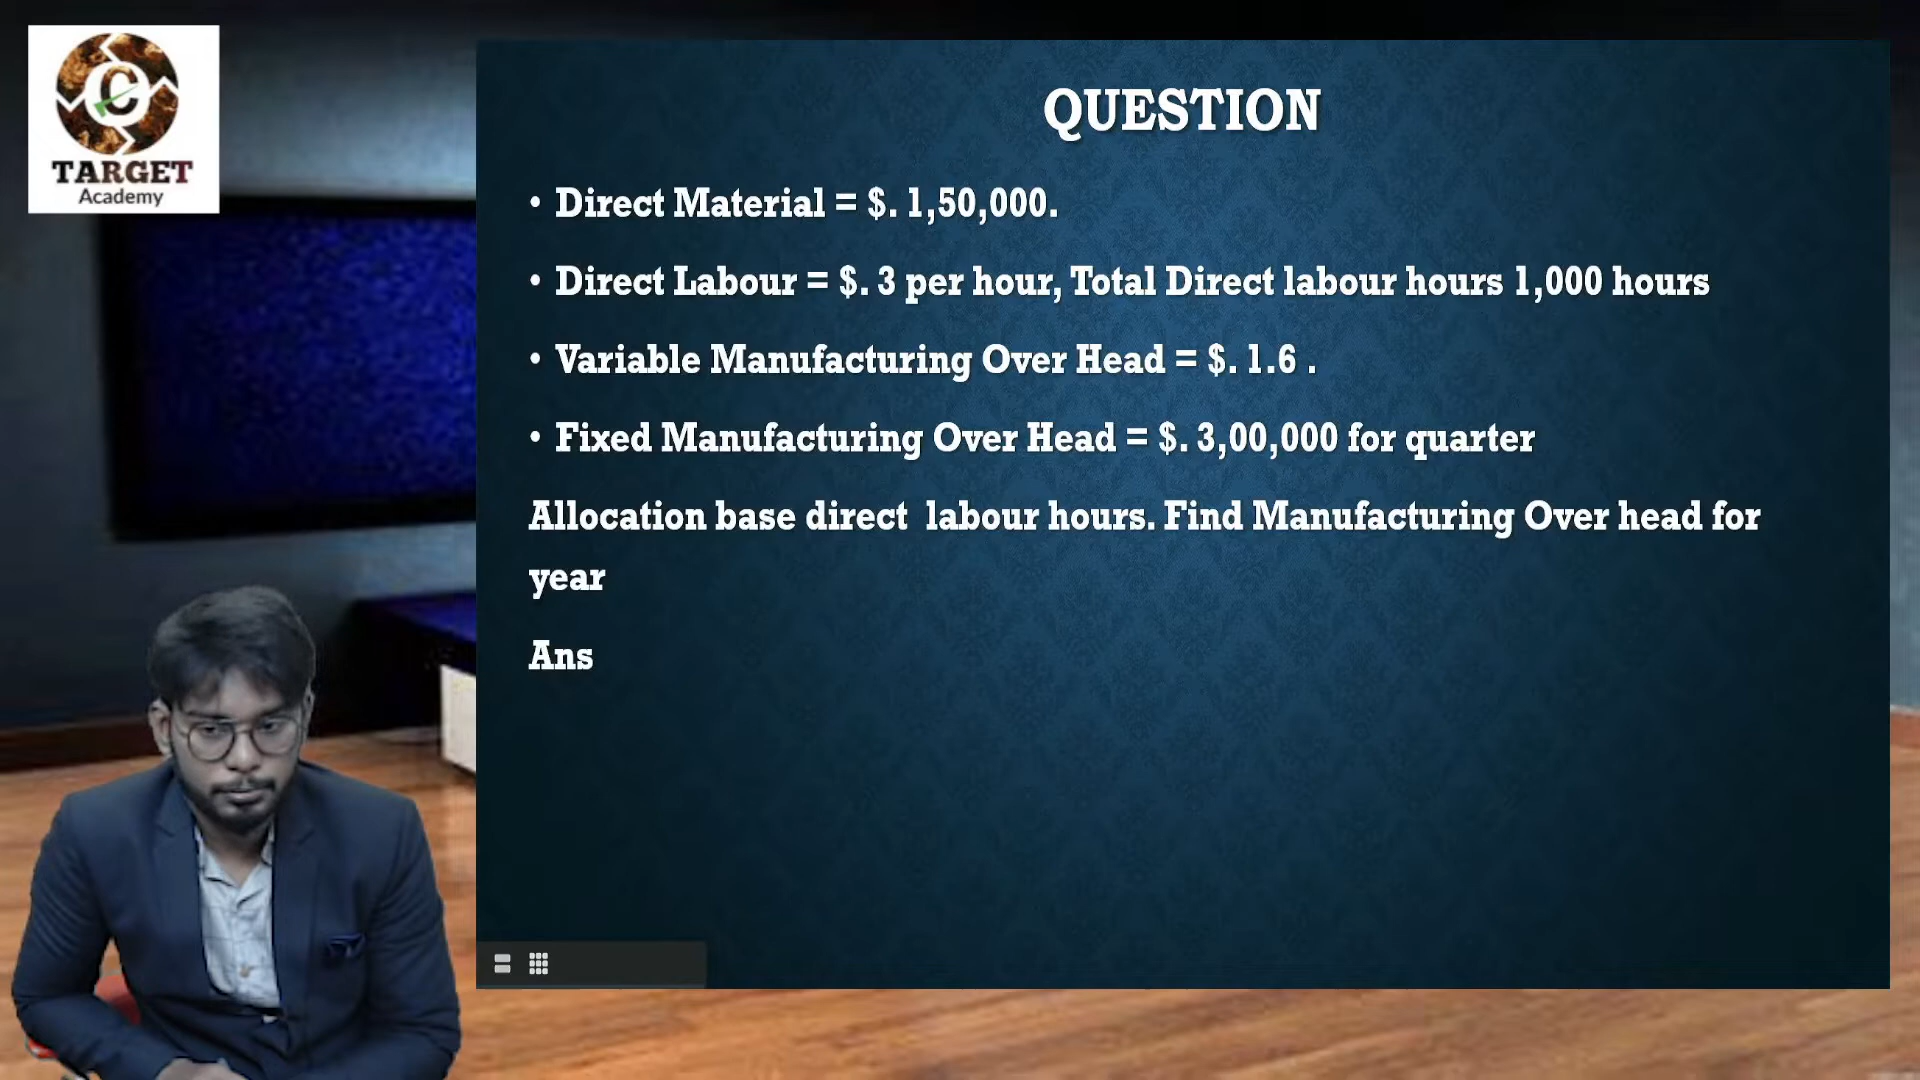 C
TARGET
Academy
QUESTION
• Direct Material = $. 1,50,000.
• Direct Labour = $. 3 per hour, Total Direct labour hours 1,000 hours
• Variable Manufacturing Over Head = $. 1.6 .
• Fixed Manufacturing Over Head = $. 3,00,000 for quarter
Allocation base direct labour hours. Find Manufacturing Over head for
year
Ans